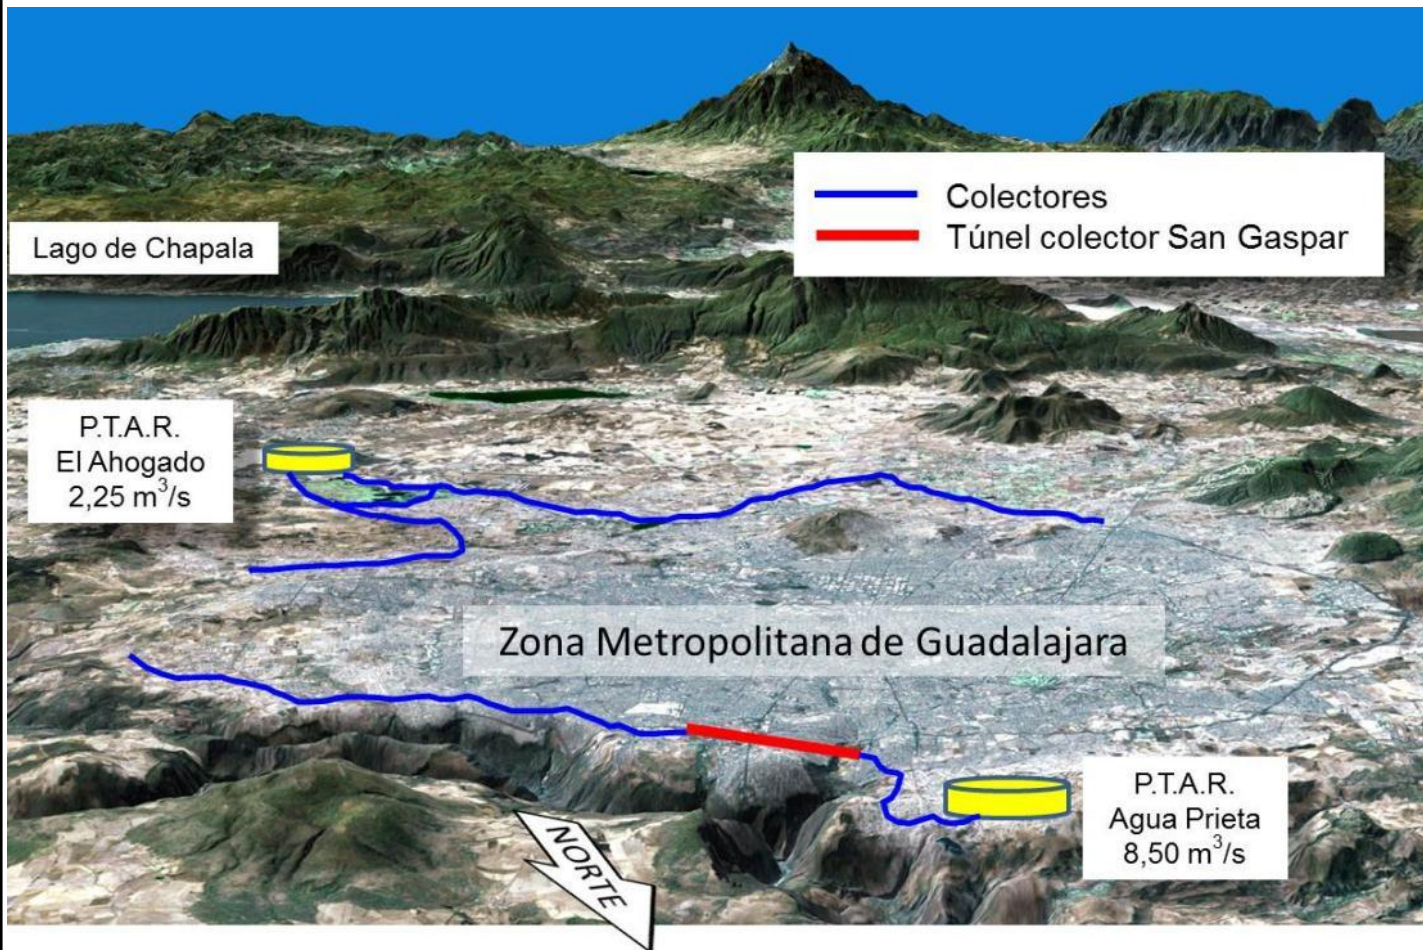 Colectores
Túnel colector San Gaspar
Lago de Chapala
P.T.A.R.
El Ahogado
2,25 m³/s
Zona Metropolitana de Guadalajara
P.T.A.R.
Agua Prieta
8,50 m³/s
NORTE